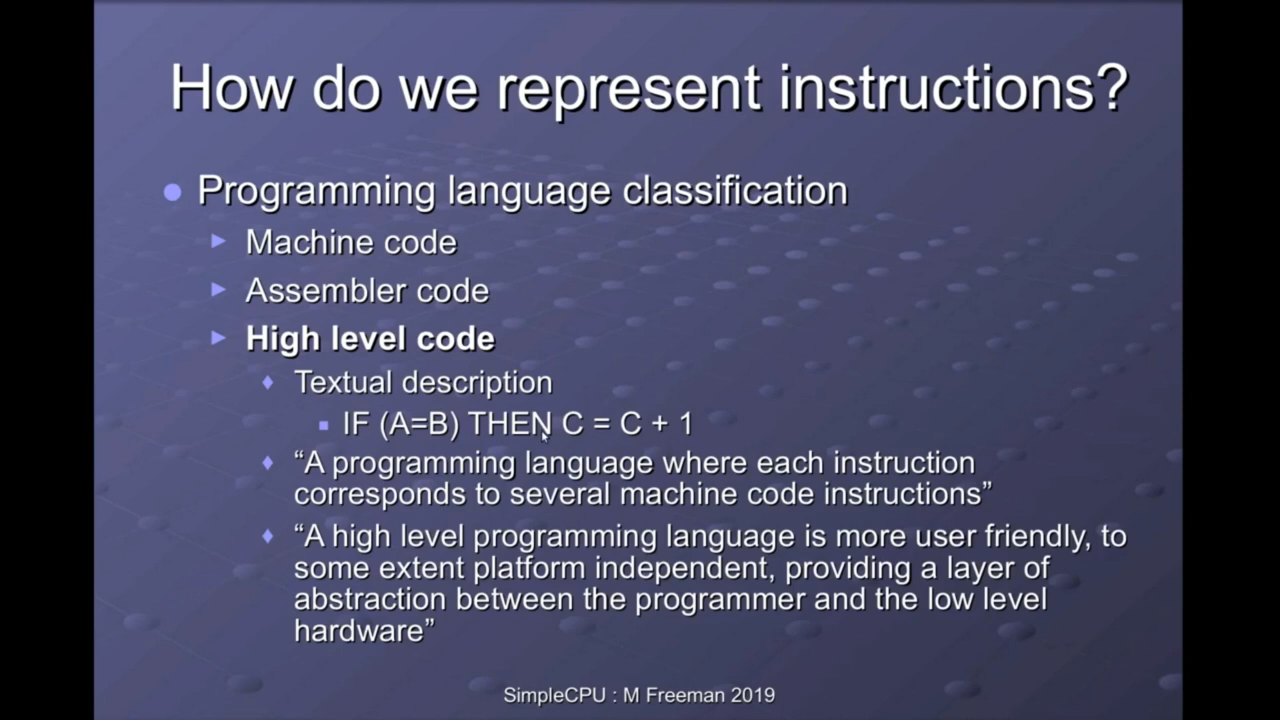 How do we represent instructions?
Programming language classification
Machine code
Assembler code
High level code
Textual description
IF (A=B) THEN C = C + 1
“A programming language where each instruction
corresponds to several machine code instructions”
“A high level programming language is more user friendly, to
some extent platform independent, providing a layer of
abstraction between the programmer and the low level
hardware”
SimpleCPU : M Freeman 2019